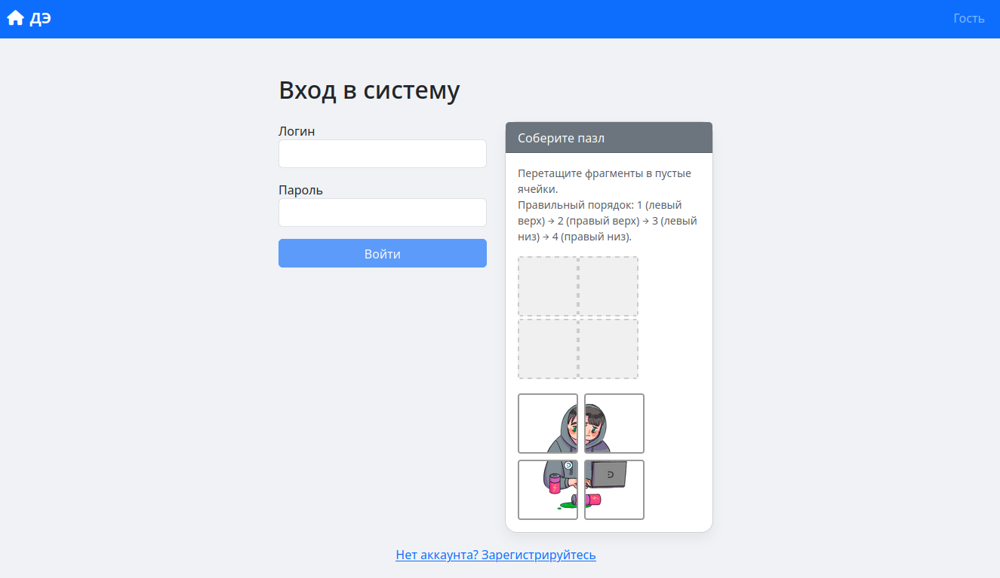 ДЭ
Гость
Вход в систему
Логин
Пароль
Войти
Соберите пазл
Перетащите фрагменты в пустые
ячейки.
Правильный порядок: 1 (левый
верх) → 2 (правый верх) → 3 (левый
низ) → 4 (правый низ).
Нет аккаунта? Зарегистрируйтесь